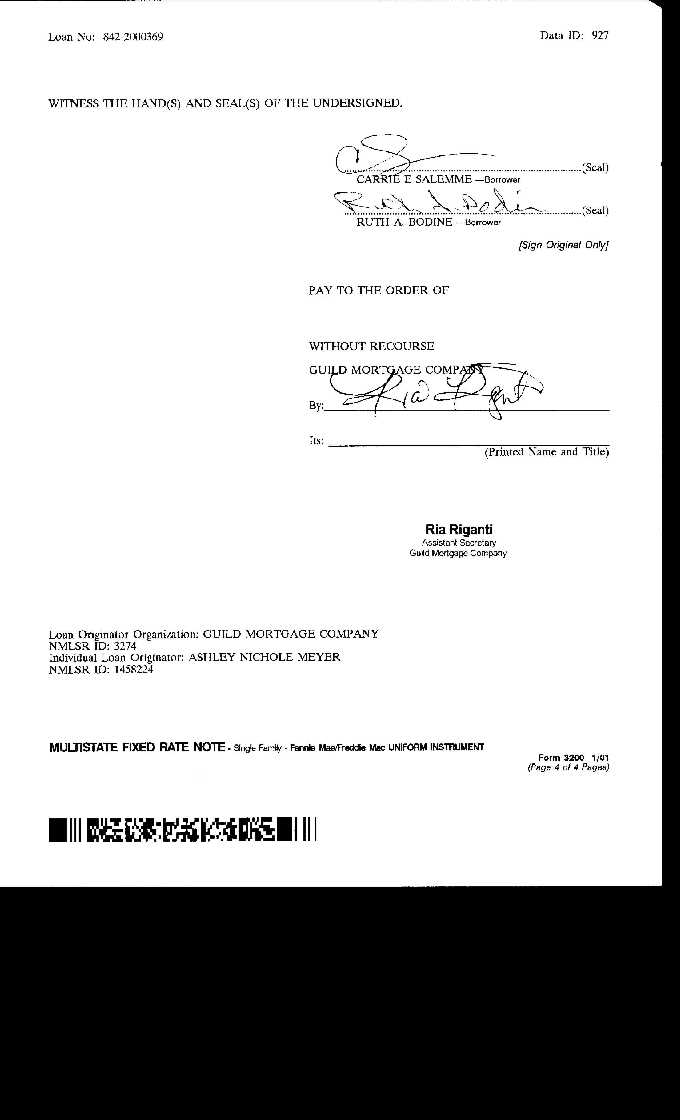 Loan No: 842-2000369 Data ID: 927
WITNESS THE HAND(S) AND SEAL(S) OF THE UNDERSIGNED.
(Seal)
CARRIE E SALEMME —Borrower
Ruth A. Bodine (Seal)
RUTH A. BODINE —Borrower
[Sign Original Only]
PAY TO THE ORDER OF
WITHOUT RECOURSE
GUILD MORTGAGE COMPANY
By: Ria Riganti
Its:
(Printed Name and Title)
Ria Riganti
Assistant Secretary
Guild Mortgage Company
Loan Originator Organization: GUILD MORTGAGE COMPANY
NMLSR ID: 3274
Individual Loan Originator: ASHLEY NICHOLE MEYER
NMLSR ID: 1458224
MULTISTATE FIXED RATE NOTE - Single Family - Fannie Mae/Freddie Mac UNIFORM INSTRUMENT
Form 3200 1/01
(Page 4 of 4 Pages)